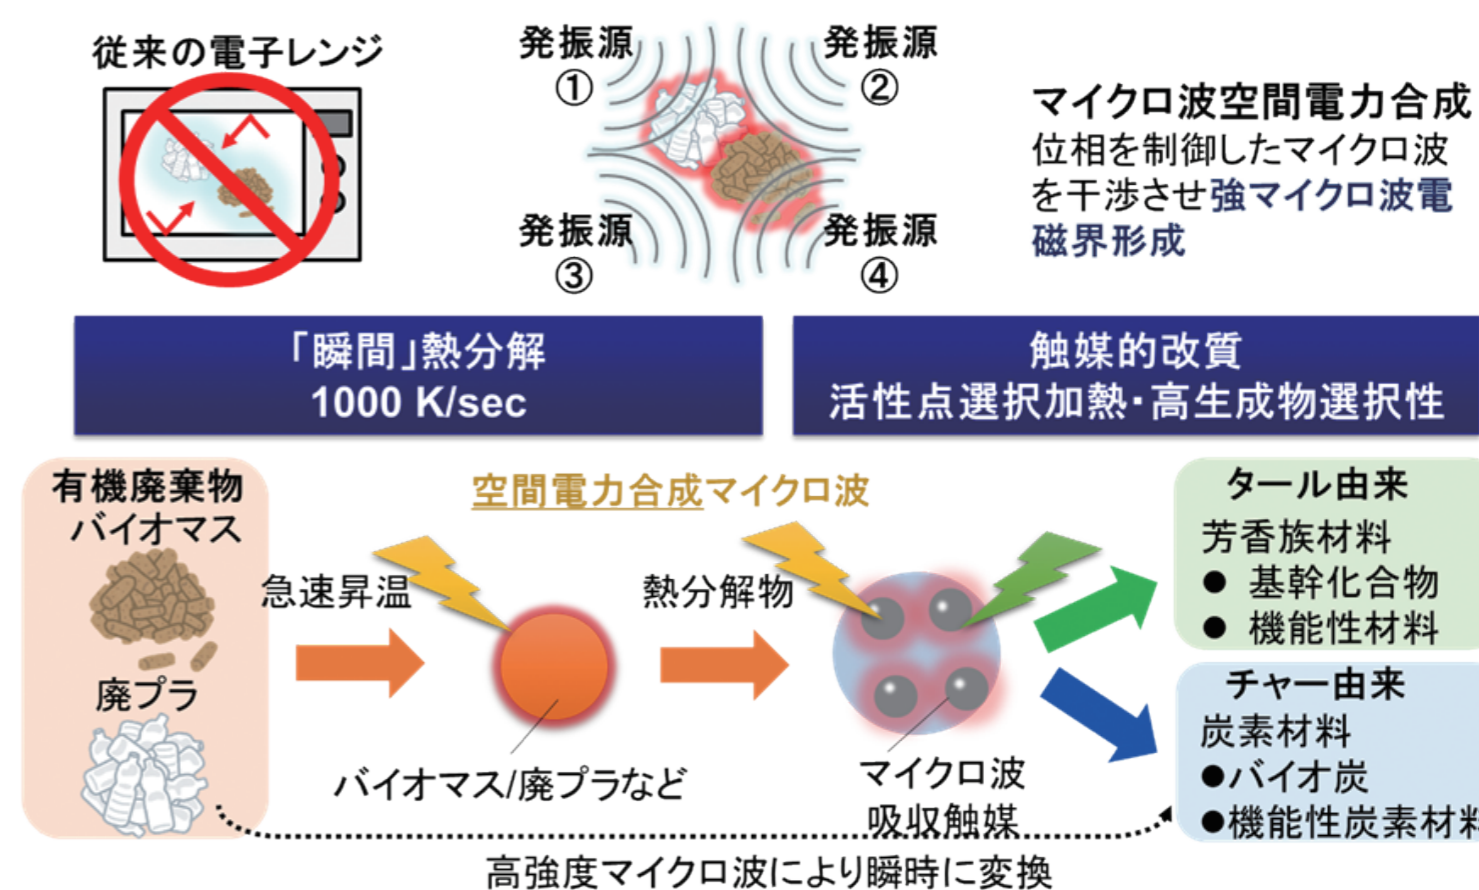 従来の電子レンジ
発振源
①
発振源
②
発振源
③
発振源
④
マイクロ波空間電力合成
位相を制御したマイクロ波
を干渉させ強マイクロ波電
磁界形成
「瞬間」熱分解
1000 K/sec
触媒的改質
活性点選択加熱・高生成物選択性
有機廃棄物
バイオマス
廃プラ
空間電力合成マイクロ波
急速昇温
熱分解物
バイオマス/廃プラなど
マイクロ波
吸収触媒
タール由来
芳香族材料
● 基幹化合物
● 機能性材料
チャー由来
炭素材料
●バイオ炭
●機能性炭素材料
高強度マイクロ波により瞬時に変換